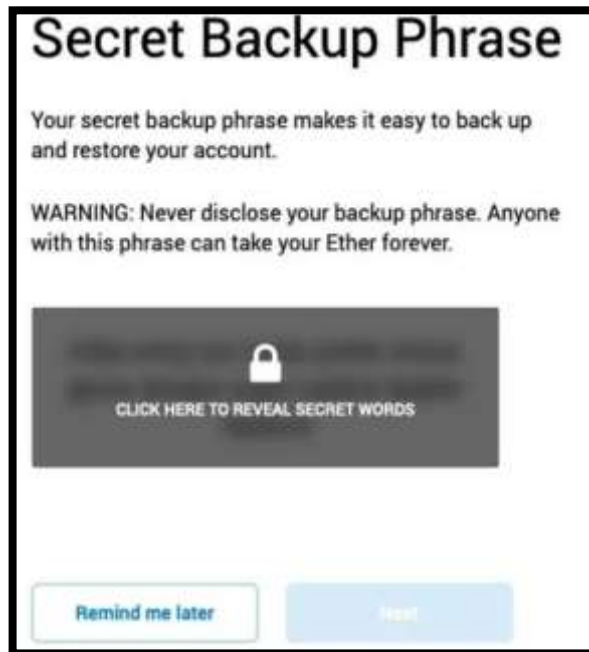 Secret Backup Phrase
Your secret backup phrase makes it easy to back up
and restore your account.
WARNING: Never disclose your backup phrase. Anyone
with this phrase can take your Ether forever.
CLICK HERE TO REVEAL SECRET WORDS
Remind me later
Next